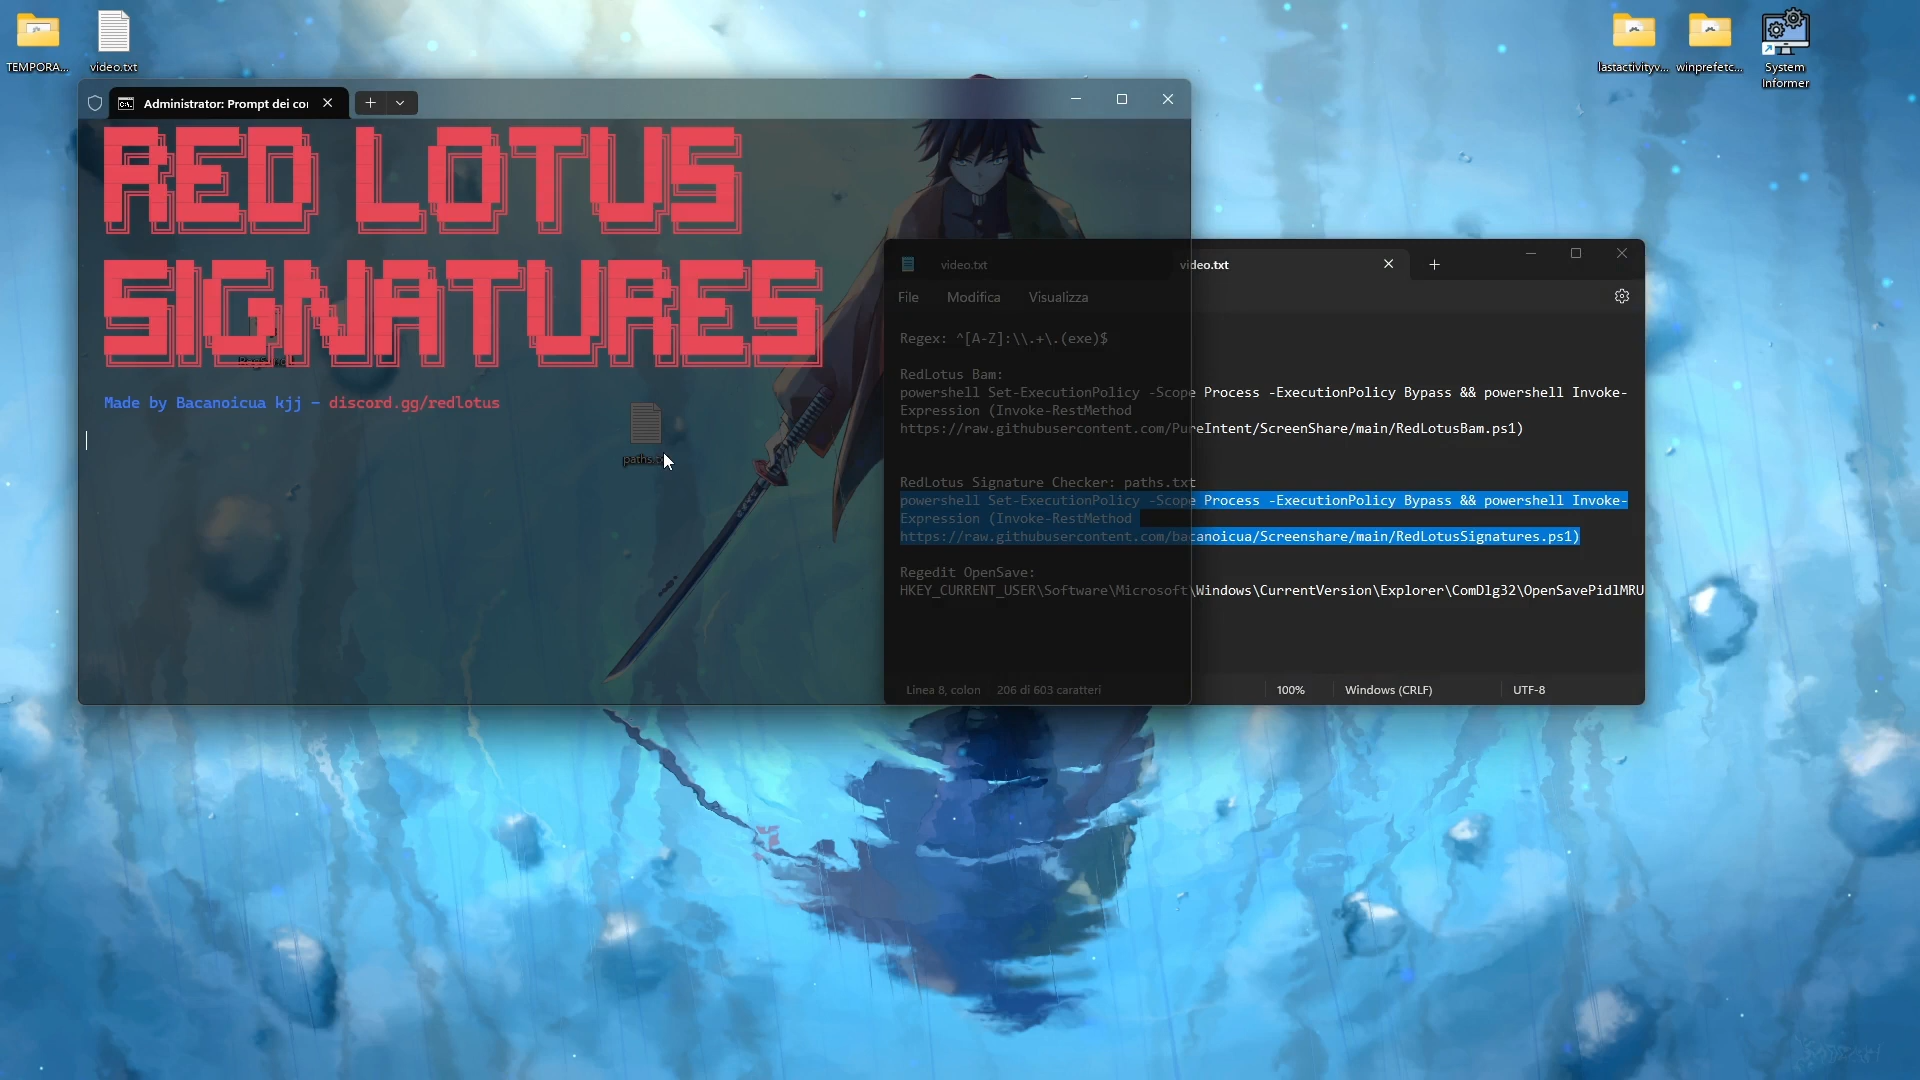 TEMPORA...
video.txt
lastactivityv...
winprefetc...
System
Informer
Administrator: Prompt dei co
RED LOTUS
SIGNATURES
Made by Bacanoicua kjj - discord.gg/redlotus
video.txt
video.txt
File
Modifica
Visualizza
Regex: ^[A-Z]:\\.+\.(exe)$
RedLotus Bam:
powershell Set-ExecutionPolicy -Scope Process -ExecutionPolicy Bypass && powershell Invoke-
Expression (Invoke-RestMethod
https://raw.githubusercontent.com/PureIntent/ScreenShare/main/RedLotusBam.ps1)
RedLotus Signature Checker: paths.txt
powershell Set-ExecutionPolicy -Scope Process -ExecutionPolicy Bypass && powershell Invoke-
Expression (Invoke-RestMethod
https://raw.githubusercontent.com/bacanoicua/Screenshare/main/RedLotusSignatures.ps1)
Regedit OpenSave:
HKEY_CURRENT_USER\Software\Microsoft\Windows\CurrentVersion\Explorer\ComDlg32\OpenSavePidlMRU
Linea 8, colon
206 di 603 caratteri
100%
Windows (CRLF)
UTF-8